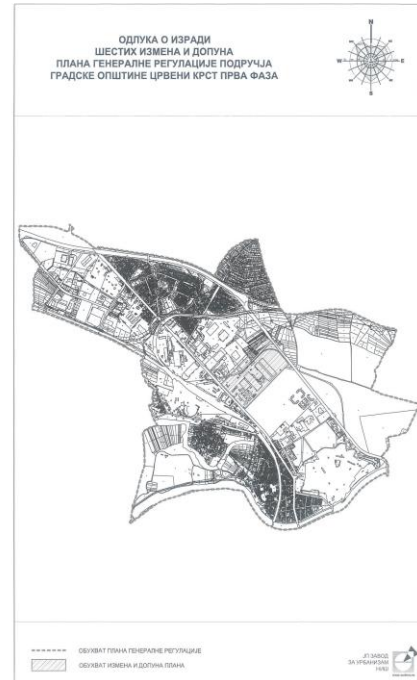 ОДЛУКА О ИЗРАДИ
ШЕСТИХ ИЗМЕНА И ДОПУНА
ПЛАНА ГЕНЕРАЛНЕ РЕГУЛАЦИЈЕ ПОДРУЧЈА
ГРАДСКЕ ОПШТИНЕ ЦРВЕНИ КРСТ ПРВА ФАЗА
N
W
E
S
ОБУХВАТ ПЛАНА ГЕНЕРАЛНЕ РЕГУЛАЦИЈЕ
ОБУХВАТ ИЗМЕНА И ДОПУНА ПЛАНА
ЈП ЗАВОД
ЗА УРБАНИЗАМ
НИШ